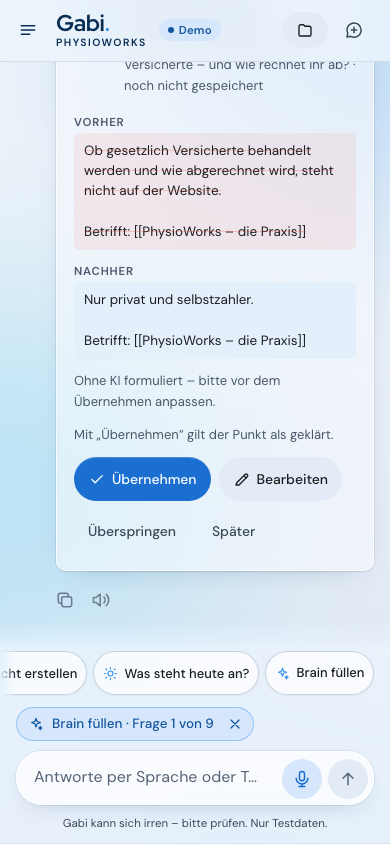 Gabi.
PHYSIOWORKS
Demo
Versicherte – und wie rechnet ihr ab? ·
noch nicht gespeichert
VORHER
Ob gesetzlich Versicherte behandelt
werden und wie abgerechnet wird, steht
nicht auf der Website.
Betrifft: [[PhysioWorks – die Praxis]]
NACHHER
Nur privat und selbstzahler.
Betrifft: [[PhysioWorks – die Praxis]]
Ohne KI formuliert – bitte vor dem
Übernehmen anpassen.
Mit „Übernehmen“ gilt der Punkt als geklärt.
Übernehmen
Bearbeiten
Überspringen
Später
cht erstellen
Was steht heute an?
Brain füllen
Brain füllen · Frage 1 von 9
Antworte per Sprache oder T...
Gabi kann sich irren – bitte prüfen. Nur Testdaten.